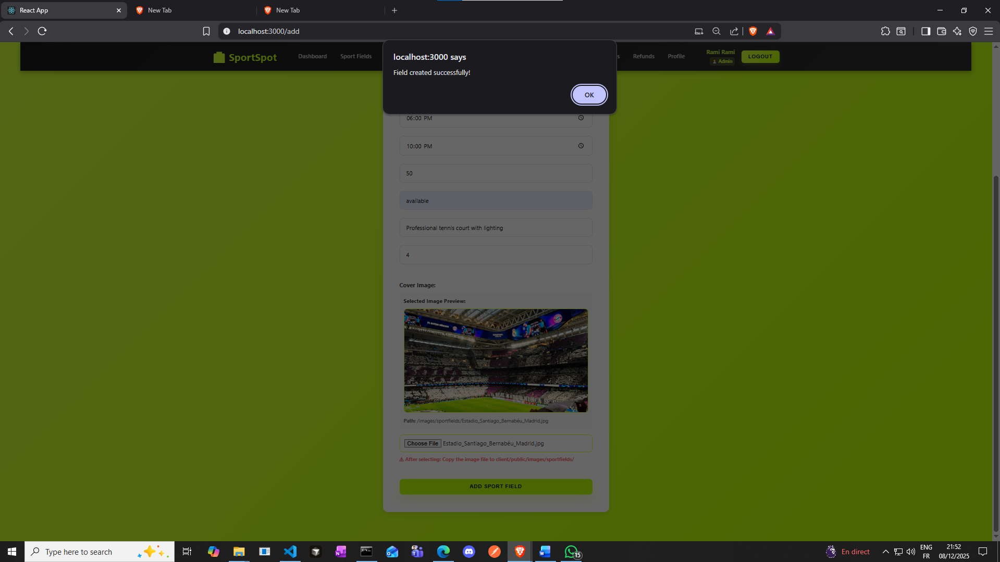 React App
New Tab
New Tab
localhost:3000/add
SportSpot
Dashboard
Sport Fields
s
Refunds
Profile
Rami Rami
Admin
LOGOUT
localhost:3000 says
Field created successfully!
OK
06:00 PM
10:00 PM
50
available
Professional tennis court with lighting
4
Cover Image:
Selected Image Preview:
Path: /images/sportfields/Estadio_Santiago_Bernabéu_Madrid.jpg
Choose File Estadio_Santiago_Bernabéu_Madrid.jpg
⚠ After selecting: Copy the image file to client/public/images/sportfields/
ADD SPORT FIELD
Type here to search
15
En direct
ENG
FR
21:52
08/12/2025